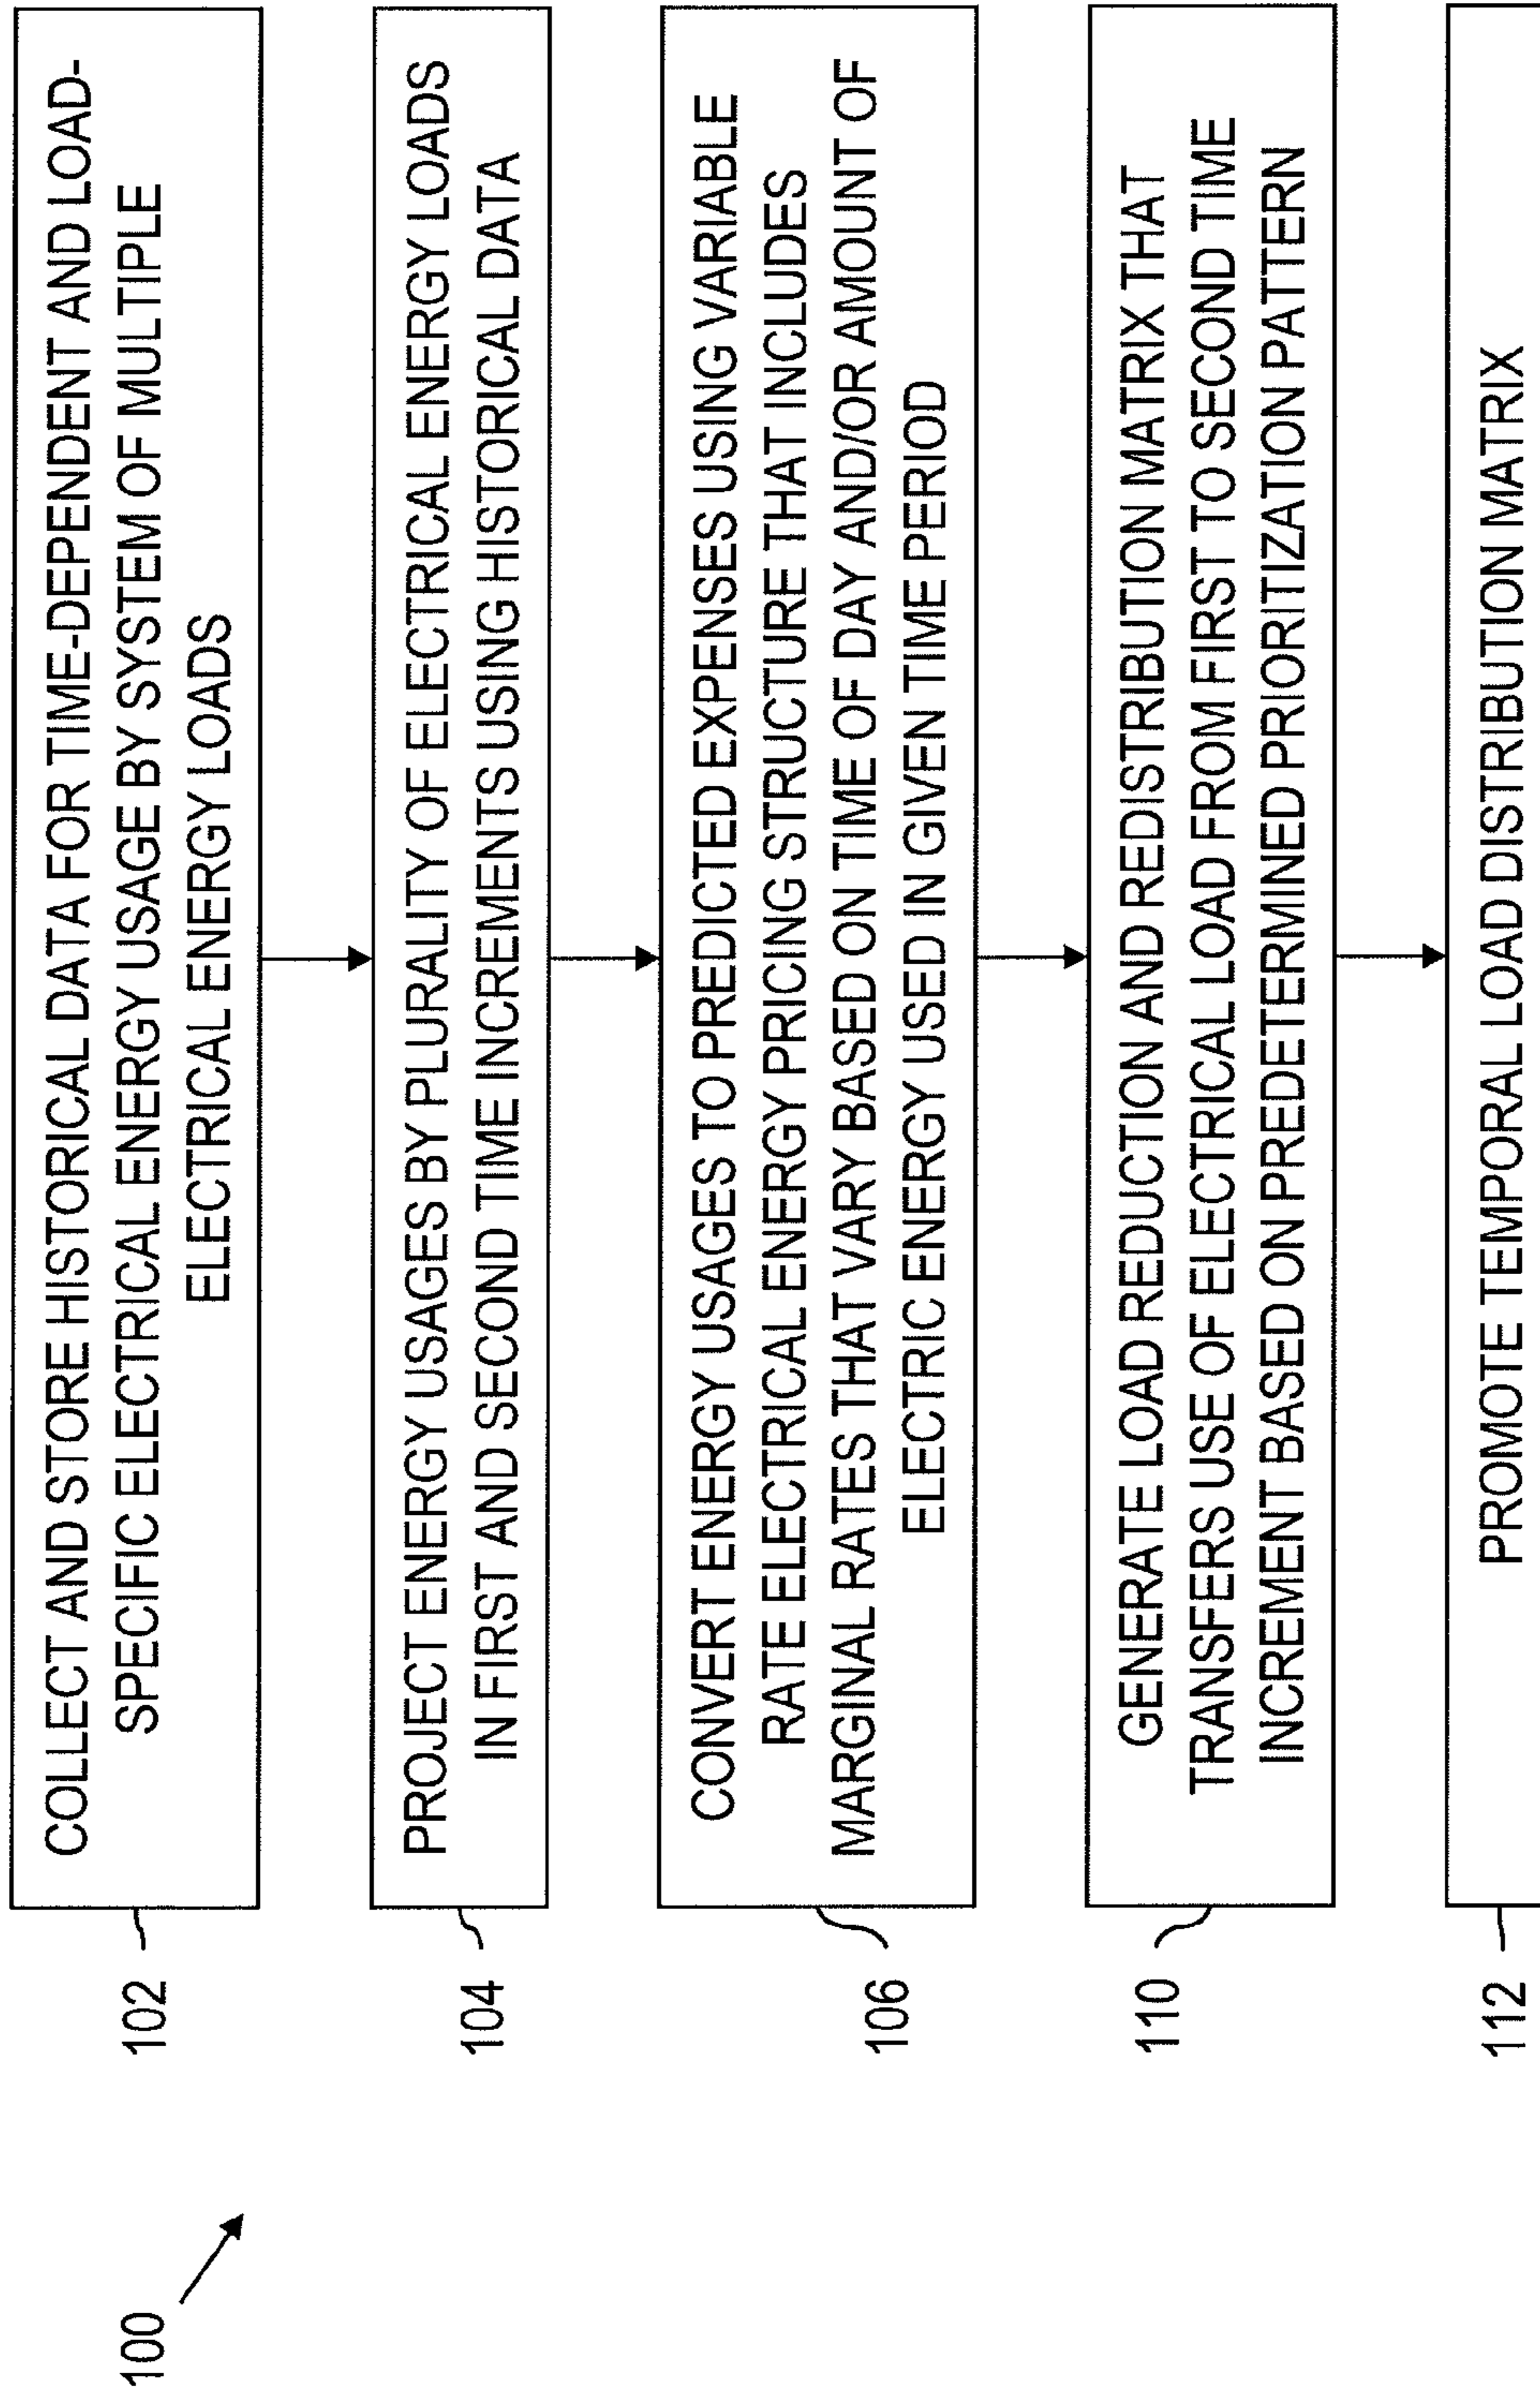 100
102
COLLECT AND STORE HISTORICAL DATA FOR TIME-DEPENDENT AND LOAD-
SPECIFIC ELECTRICAL ENERGY USAGE BY SYSTEM OF MULTIPLE
ELECTRICAL ENERGY LOADS
104
PROJECT ENERGY USAGES BY PLURALITY OF ELECTRICAL ENERGY LOADS
IN FIRST AND SECOND TIME INCREMENTS USING HISTORICAL DATA
106
CONVERT ENERGY USAGES TO PREDICTED EXPENSES USING VARIABLE
RATE ELECTRICAL ENERGY PRICING STRUCTURE THAT INCLUDES
MARGINAL RATES THAT VARY BASED ON TIME OF DAY AND/OR AMOUNT OF
ELECTRIC ENERGY USED IN GIVEN TIME PERIOD
110
GENERATE LOAD REDUCTION AND REDISTRIBUTION MATRIX THAT
TRANSFERS USE OF ELECTRICAL LOAD FROM FIRST TO SECOND TIME
INCREMENT BASED ON PREDETERMINED PRIORITIZATION PATTERN
112
PROMOTE TEMPORAL LOAD DISTRIBUTION MATRIX